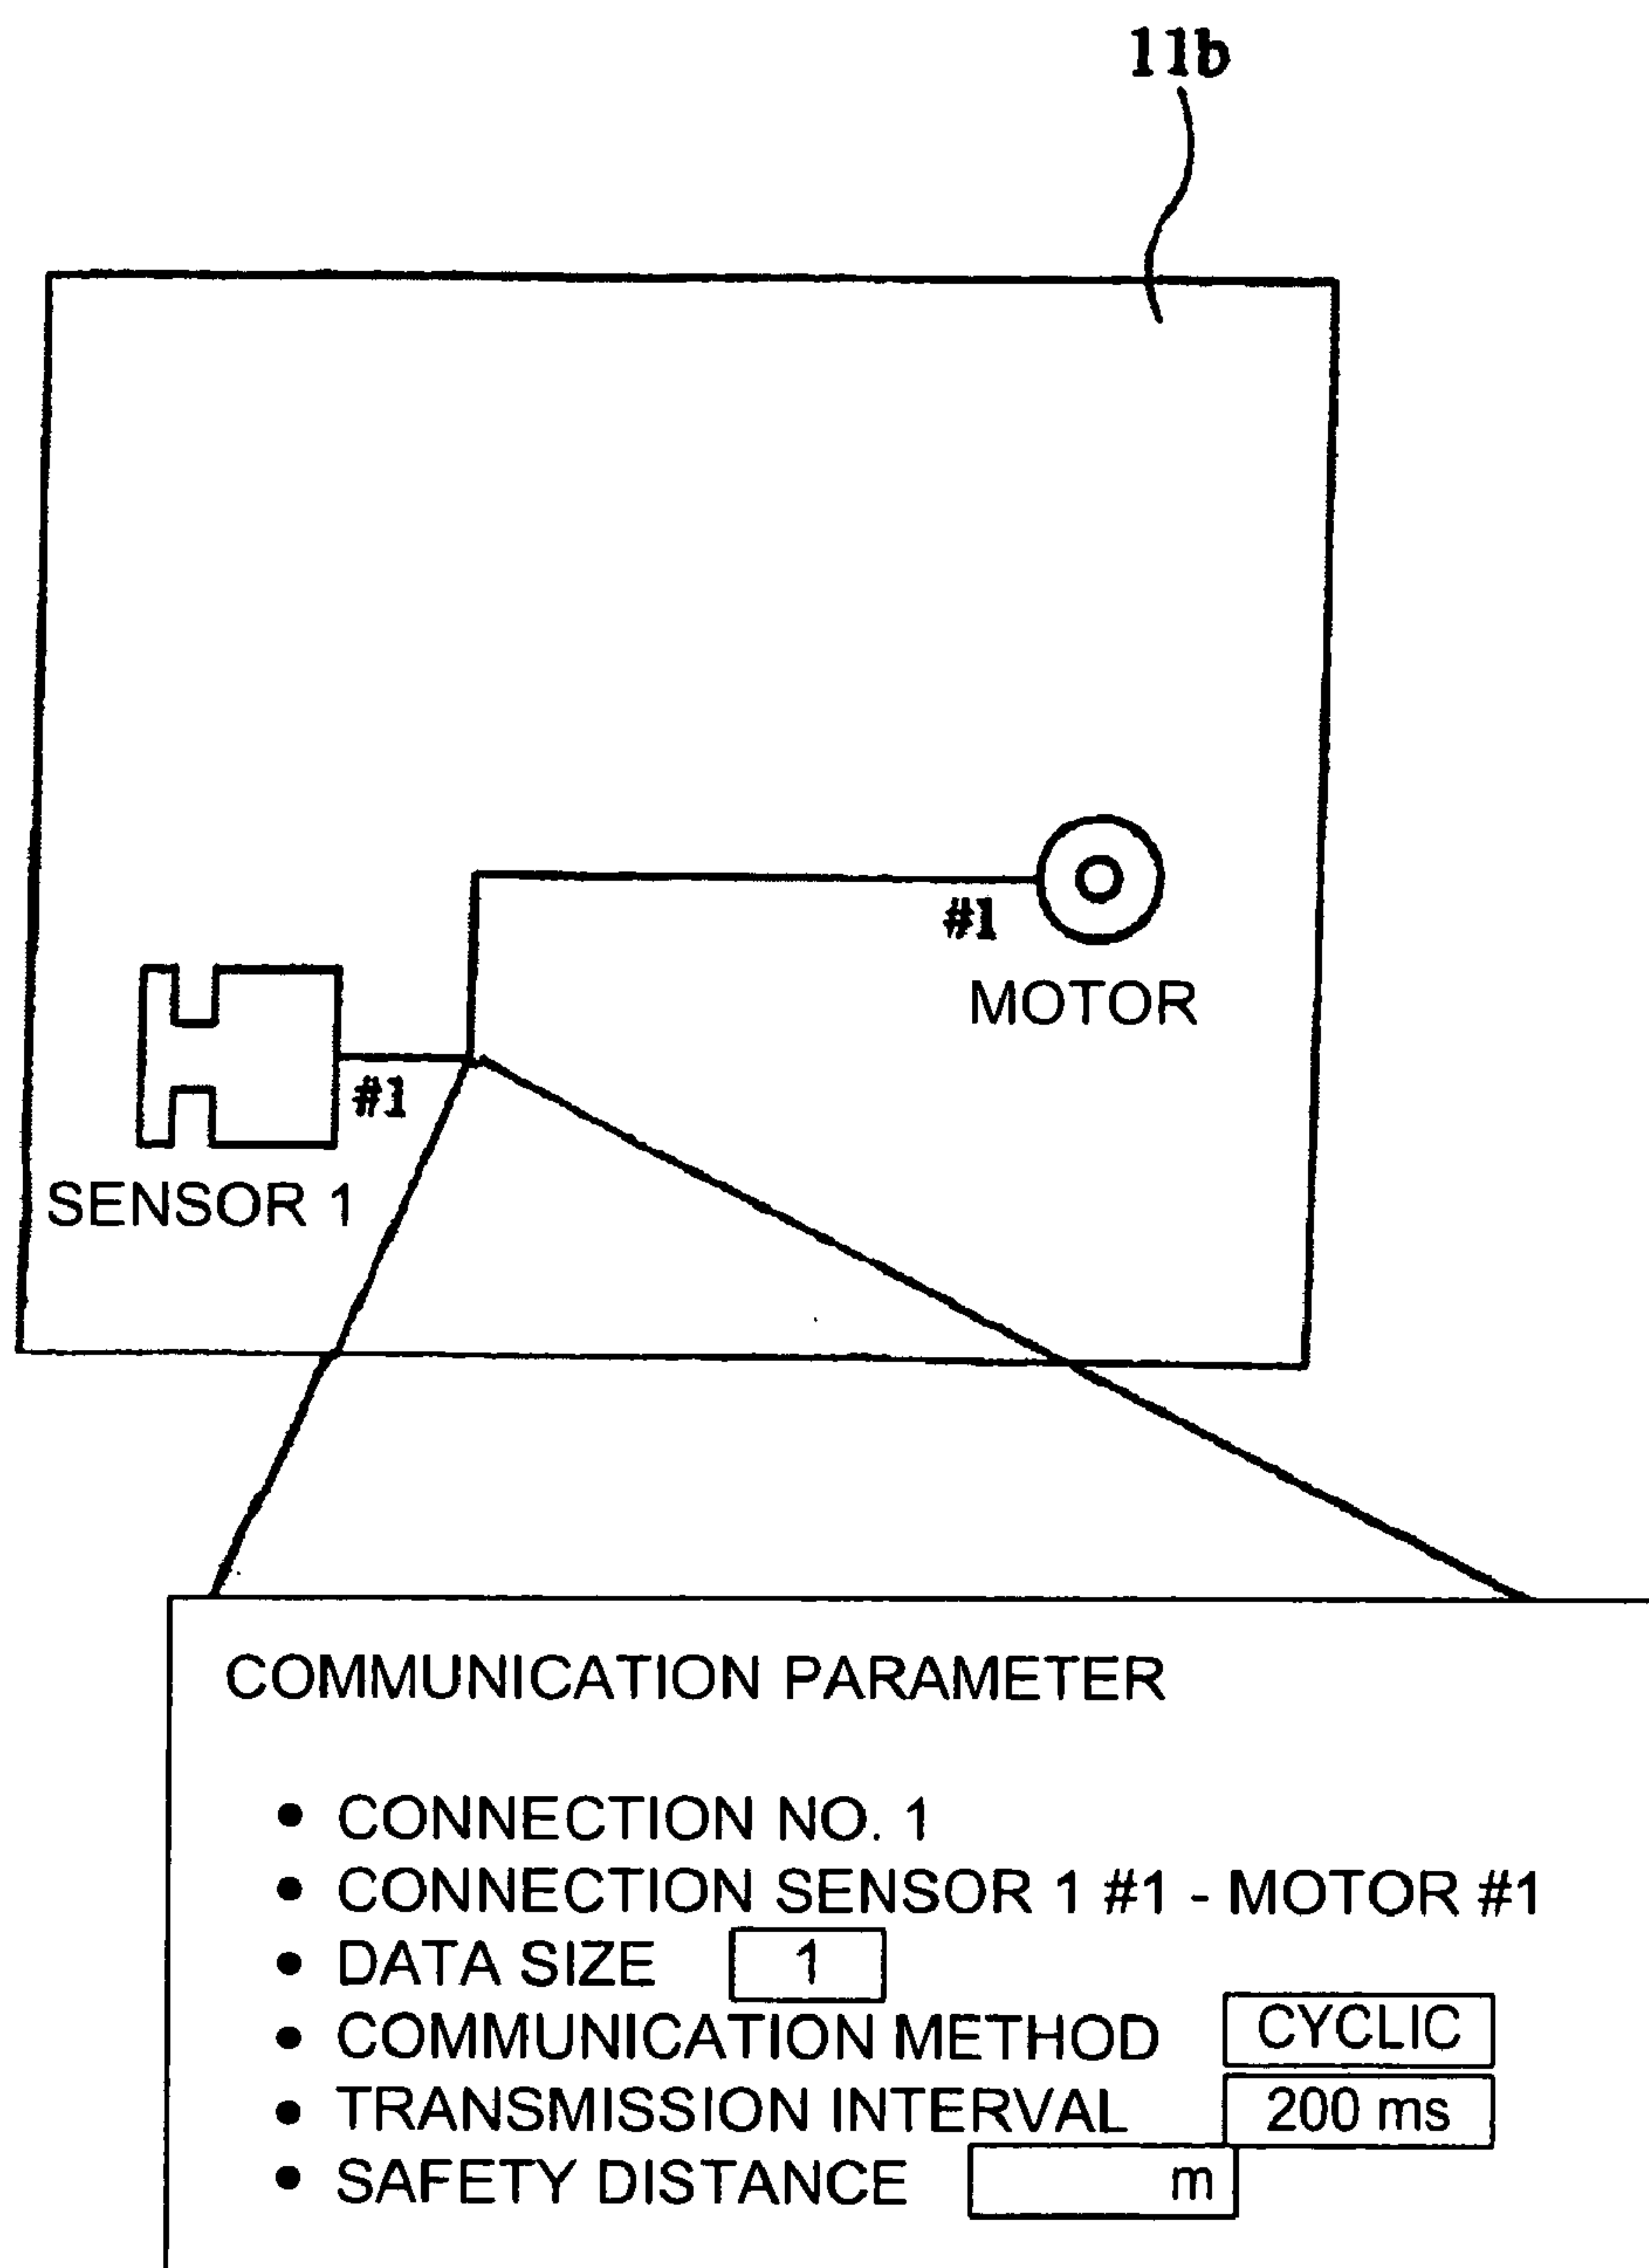 11b
#1
MOTOR
#1
SENSOR 1
COMMUNICATION PARAMETER
• CONNECTION NO. 1
• CONNECTION SENSOR 1 #1 - MOTOR #1
• DATA SIZE 1
• COMMUNICATION METHOD CYCLIC
• TRANSMISSION INTERVAL 200 ms
• SAFETY DISTANCE m